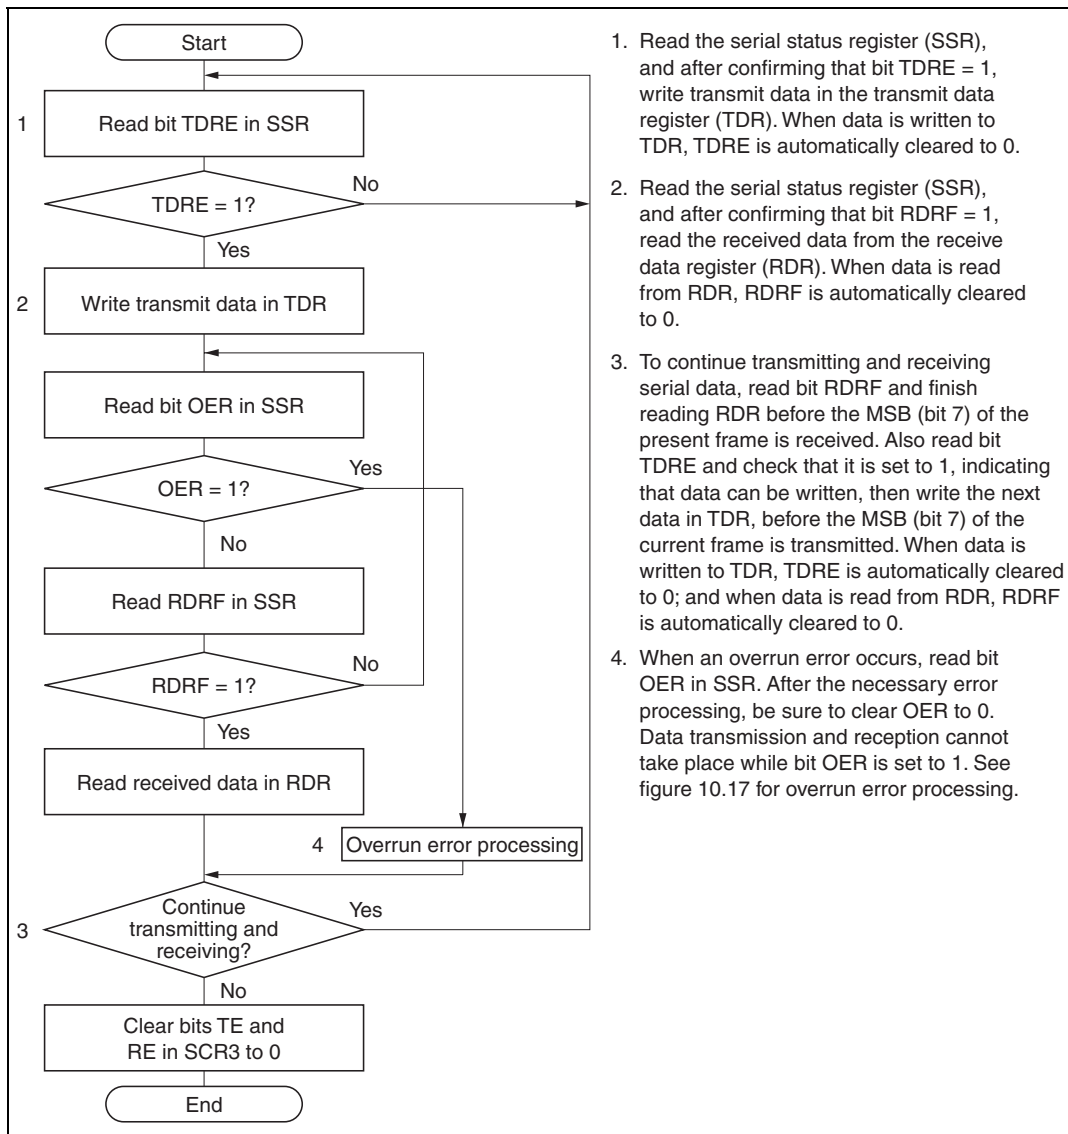 Start
1
Read bit TDRE in SSR
TDRE = 1?
No
Yes
2
Write transmit data in TDR
Read bit OER in SSR
OER = 1?
Yes
No
Read RDRF in SSR
RDRF = 1?
No
Yes
Read received data in RDR
4
Overrun error processing
3
Continue
transmitting and
receiving?
Yes
No
Clear bits TE and
RE in SCR3 to 0
End
1. Read the serial status register (SSR),
and after confirming that bit TDRE = 1,
write transmit data in the transmit data
register (TDR). When data is written to
TDR, TDRE is automatically cleared to 0.
2. Read the serial status register (SSR),
and after confirming that bit RDRF = 1,
read the received data from the receive
data register (RDR). When data is read
from RDR, RDRF is automatically cleared
to 0.
3. To continue transmitting and receiving
serial data, read bit RDRF and finish
reading RDR before the MSB (bit 7) of the
present frame is received. Also read bit
TDRE and check that it is set to 1, indicating
that data can be written, then write the next
data in TDR, before the MSB (bit 7) of the
current frame is transmitted. When data is
written to TDR, TDRE is automatically cleared
to 0; and when data is read from RDR, RDRF
is automatically cleared to 0.
4. When an overrun error occurs, read bit
OER in SSR. After the necessary error
processing, be sure to clear OER to 0.
Data transmission and reception cannot
take place while bit OER is set to 1. See
figure 10.17 for overrun error processing.